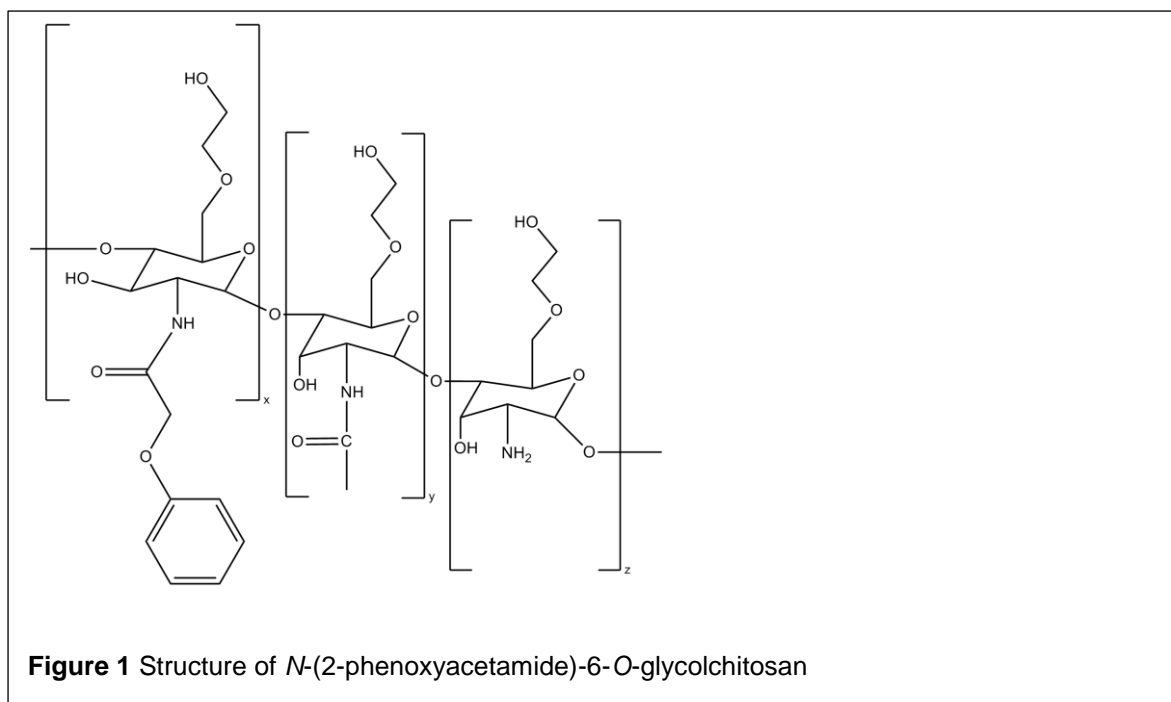 HO
HO
O
HO
O
O
O
O
HO
O
O
NH
O
O
O
O
OH
O
NH
O
x
O
C
OH
NH2
O
y
z
Figure 1 Structure of N-(2-phenoxyacetamide)-6-O-glycolchitosan